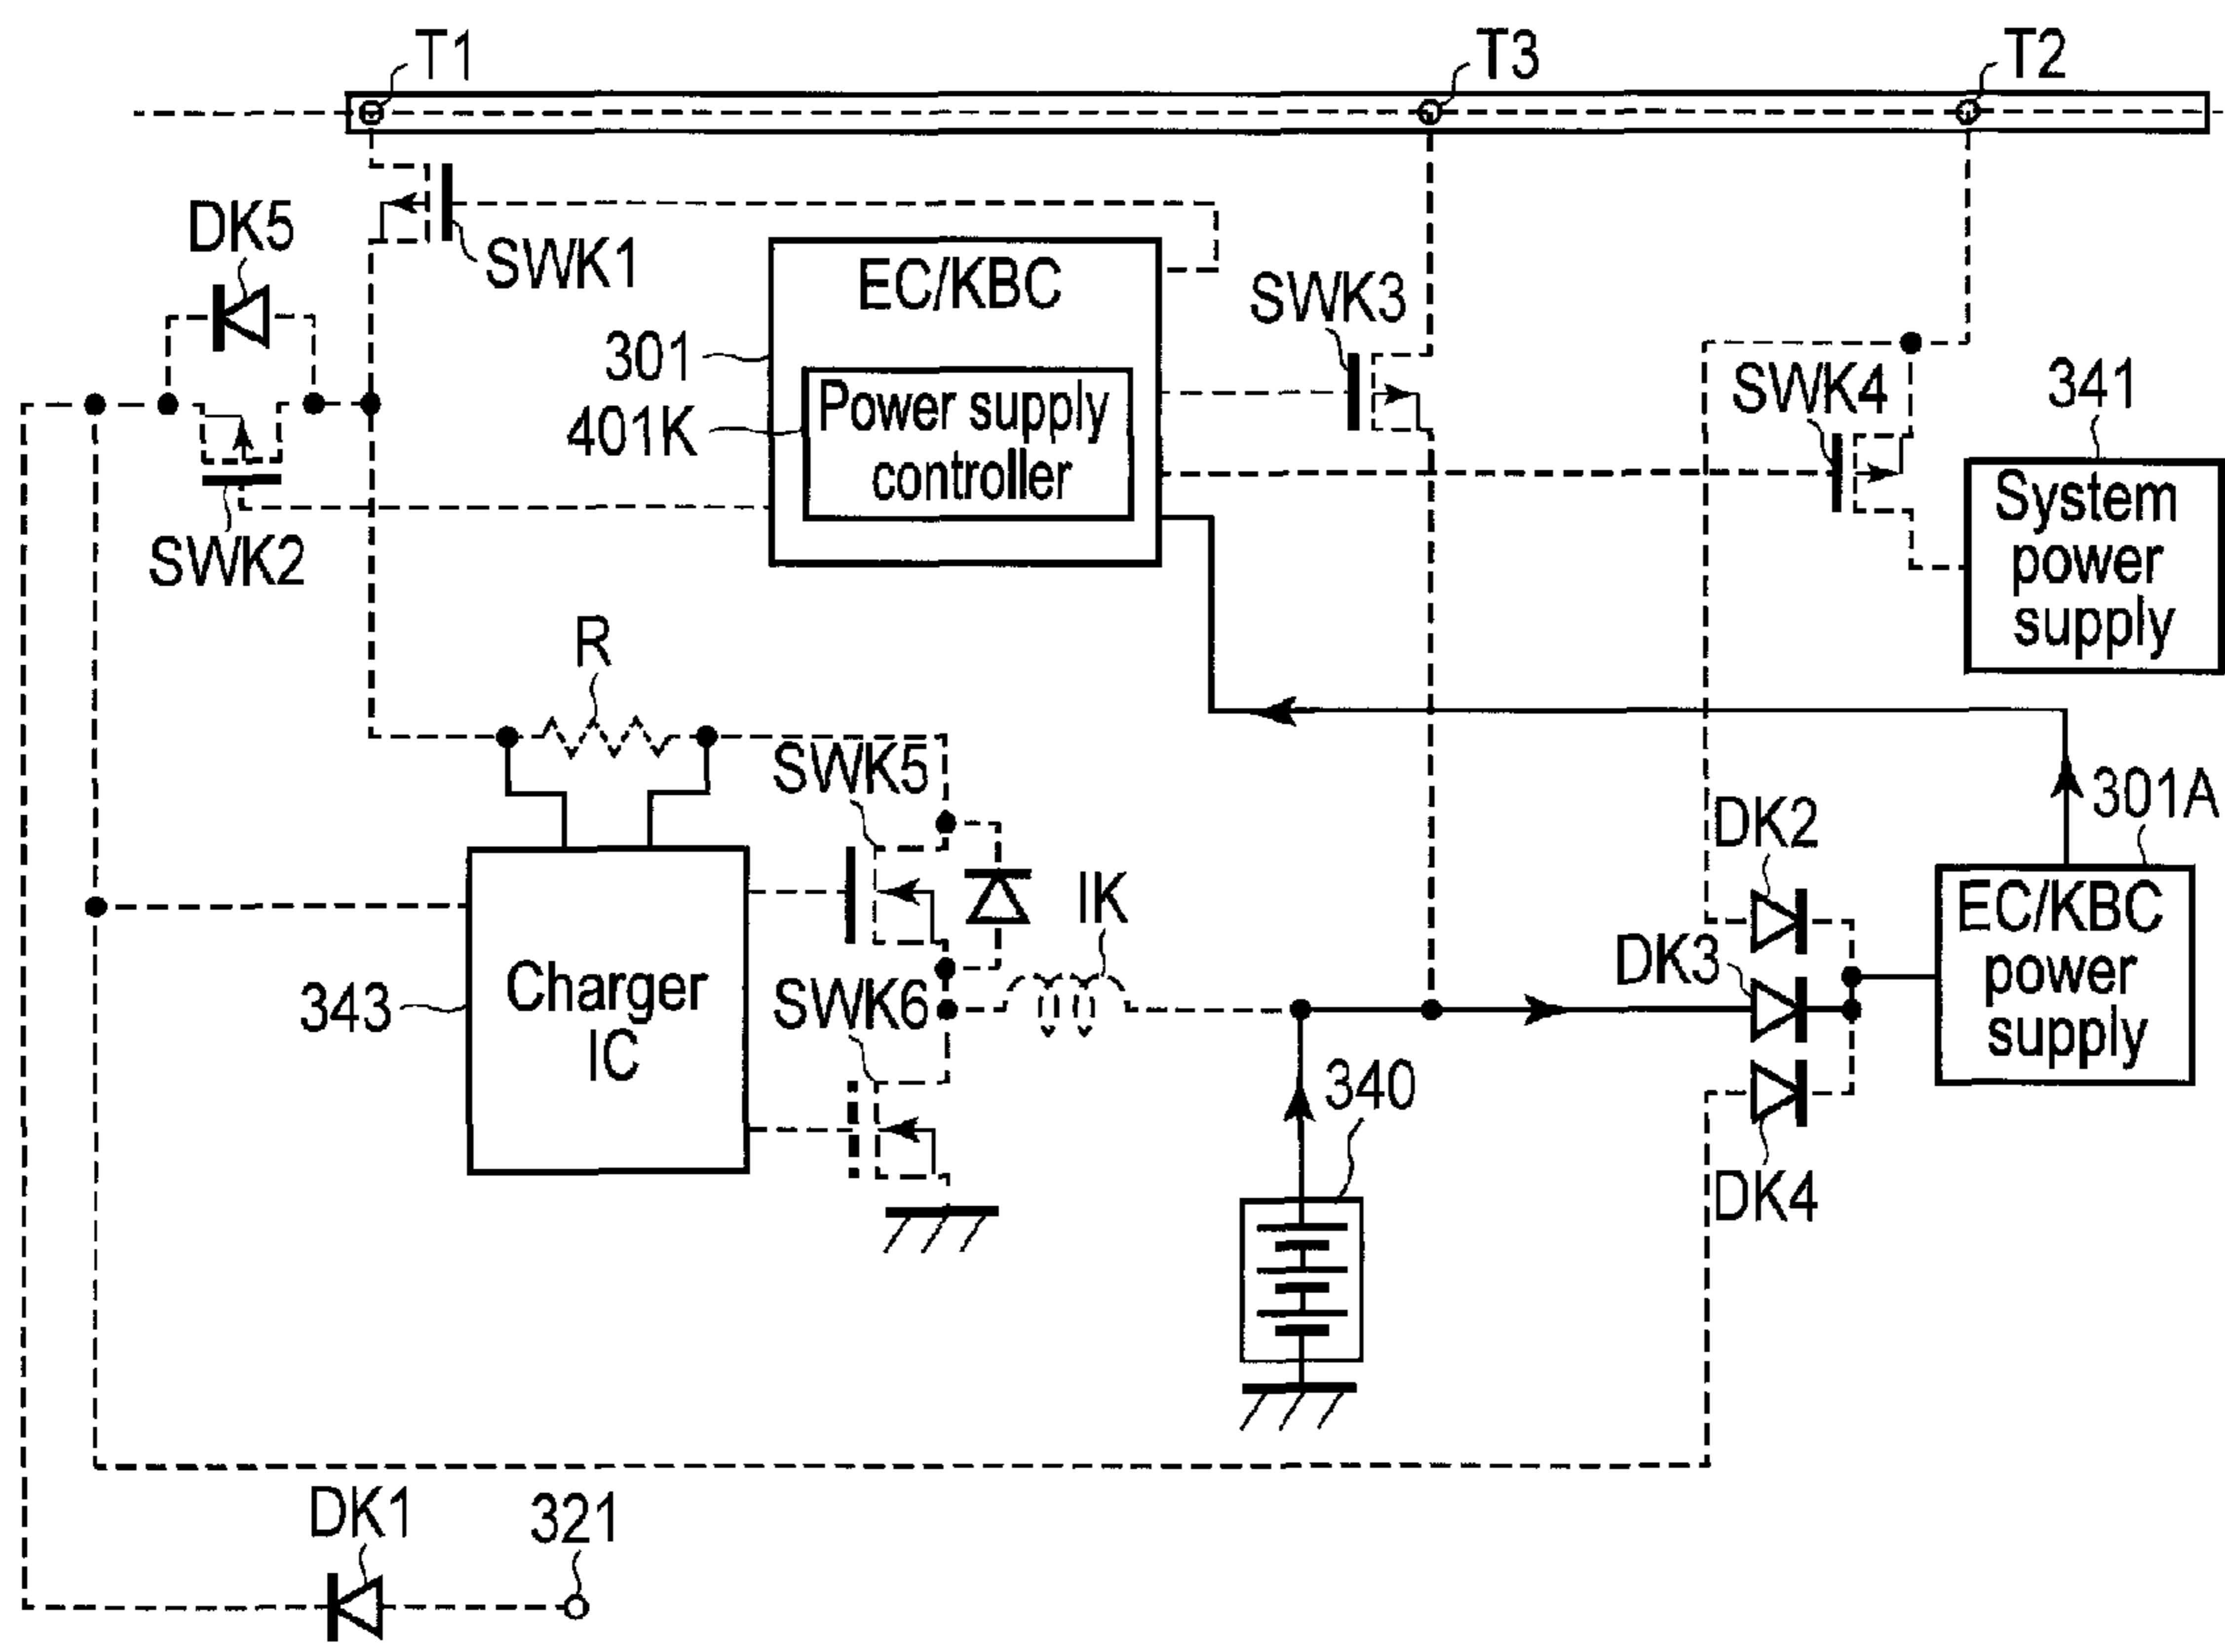 T1
T3
T2
DK5
SWK1
EC/KBC
SWK3
301
SWK4
341
401K
Power supply
controller
System
power
supply
SWK2
R
SWK5
301A
DK2
IK
EC/KBC
power
supply
DK3
Charger
IC
343
SWK6
340
DK4
DK1
321